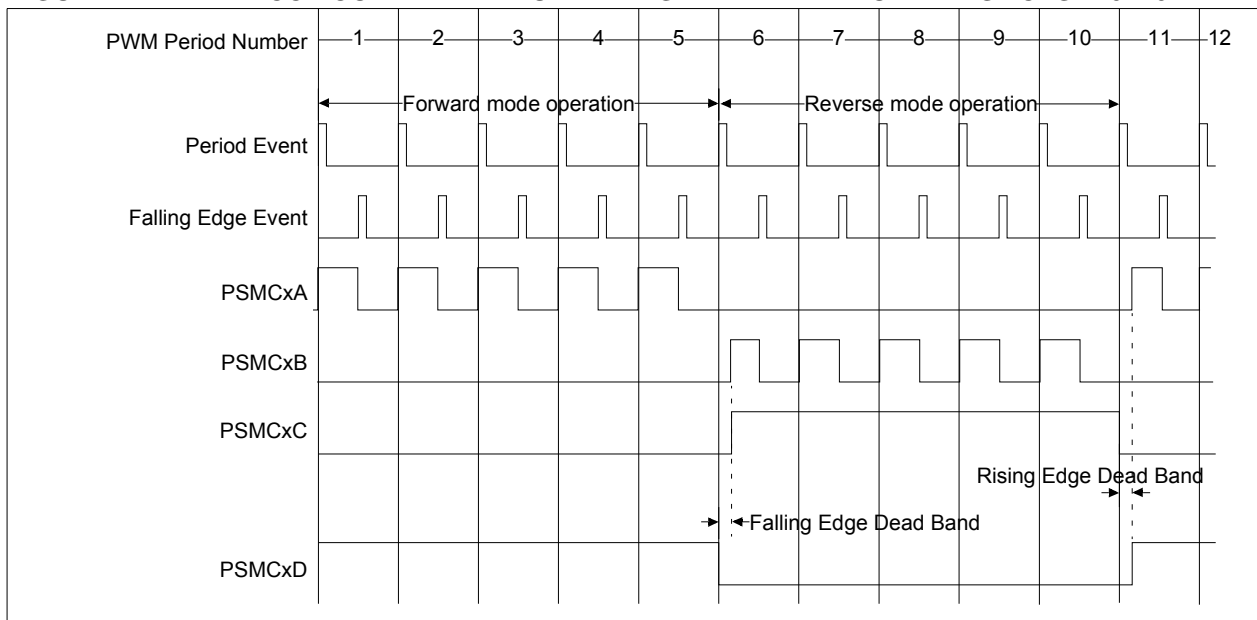 PWM Period Number 1 2 3 4 5 6 7 8 9 10 11 12
Forward mode operation Reverse mode operation
Period Event
Falling Edge Event
PSMCxA
PSMCxB
PSMCxC
Rising Edge Dead Band
Falling Edge Dead Band
PSMCxD